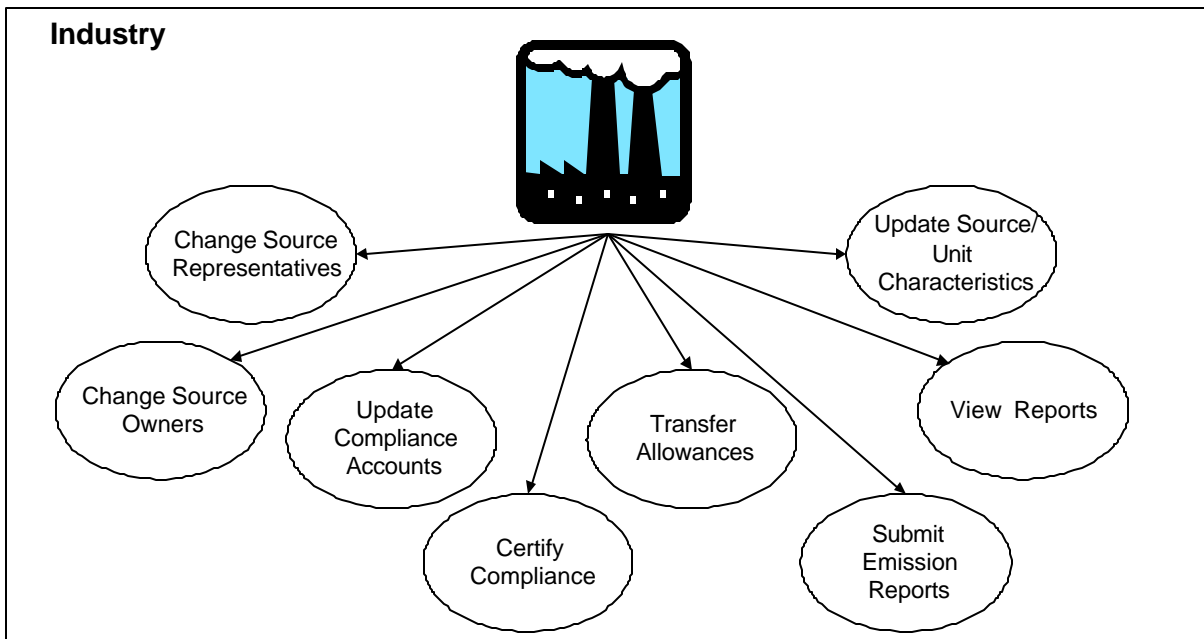 Industry
Change Source
Representatives
Update Source/
Unit
Characteristics
Change Source
Owners
Update
Compliance
Accounts
Transfer
Allowances
View Reports
Certify
Compliance
Submit
Emission
Reports